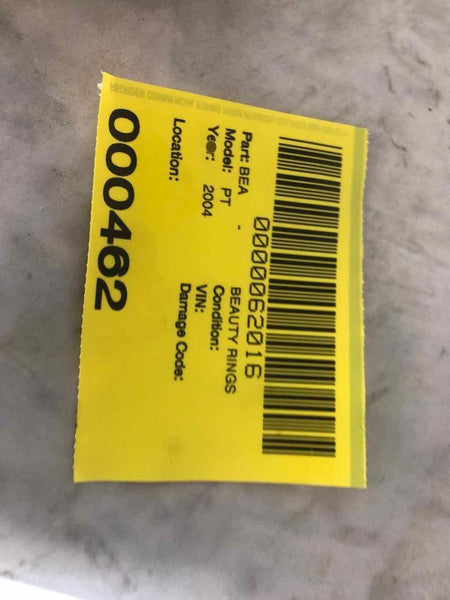 0000062016
Part: BEA - BEAUTY RINGS
Model: PT Condition:
Year: 2004 VIN:
Location: Damage Code:
000462